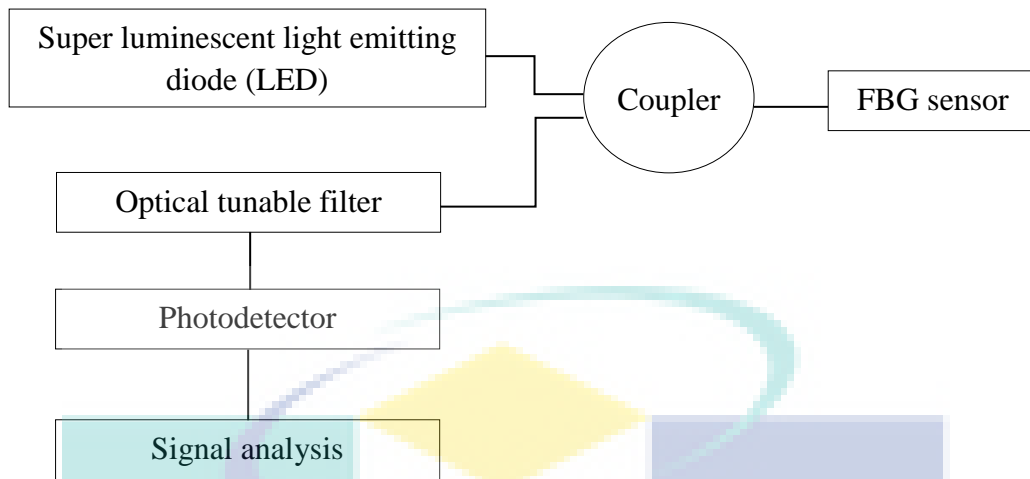 Super luminescent light emitting
diode (LED)
Coupler
FBG sensor
Optical tunable filter
Photodetector
Signal analysis